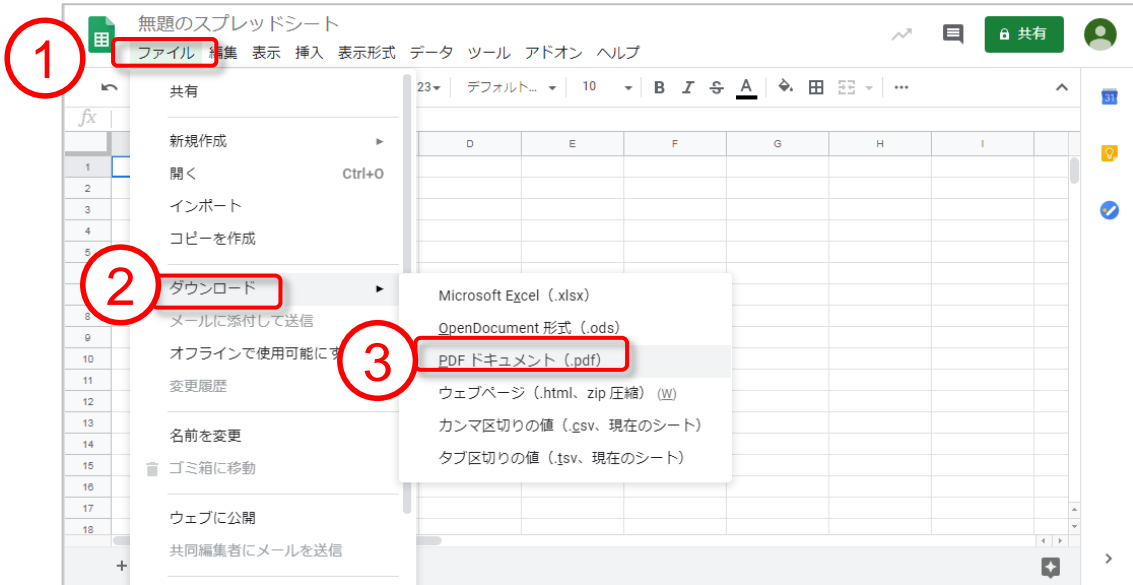 無題のスプレッドシート
ファイル 編集 表示 挿入 表示形式 データ ツール アドオン ヘルプ
共有
1
23 デフォルト... 10 B I S A
fx
共有
D E F G H I
新規作成
開く Ctrl+O
インポート
コピーを作成
2
ダウンロード
メールに添付して送信
オフラインで使用可能にす
変更履歴
名前を変更
ゴミ箱に移動
ウェブに公開
共同編集者にメールを送信
3
Microsoft Excel（.xlsx）
OpenDocument 形式（.ods）
PDF ドキュメント（.pdf）
ウェブページ（.html、zip 圧縮） (W)
カンマ区切りの値（.csv、現在のシート）
タブ区切りの値（.tsv、現在のシート）
1
2
3
4
5
8
9
10
11
12
13
14
15
16
17
18
31